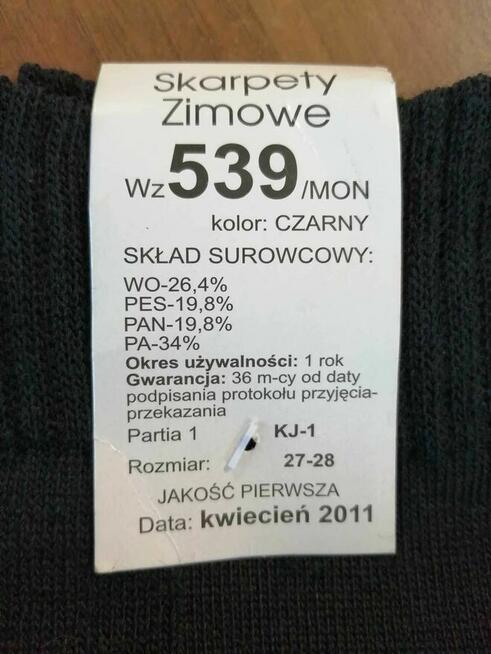 Skarpety
Zimowe
Wz 539/MON
kolor: CZARNY
SKŁAD SUROWCOWY:
WO-26,4%
PES-19,8%
PAN-19,8%
PA-34%
Okres używalności: 1 rok
Gwarancja: 36 m-cy od daty
podpisania protokołu przyjęcia-
przekazania
Partia 1 KJ-1
Rozmiar: 27-28
JAKOŚĆ PIERWSZA
Data: kwiecień 2011